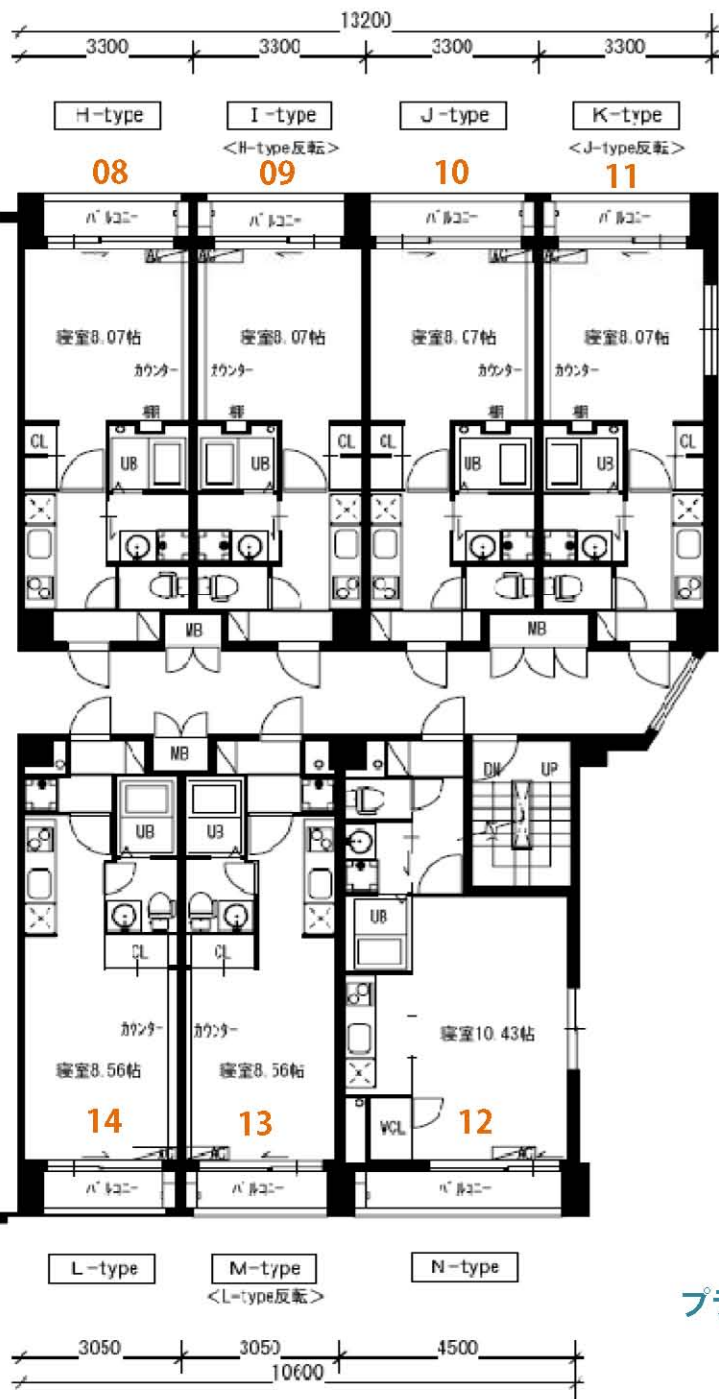 13200
3300 3300 3300 3300
H-type I-type J-type K-type
<H-type反転> <J-type反転>
08 09 10 11
バルコニー バルコニー バルコニー バルコニー
AC AC AC AC
寝室8.07帖 寝室8.07帖 寝室8.07帖 寝室8.07帖
カウンター カウンター カウンター カウンター
棚 棚 棚 棚
CL UB UB CL CL UB UB CL
MB MB
MB DN UP
UB UB
UB
CL CL
カウンター カウンター 寝室10.43帖
寝室8.56帖 寝室8.56帖
14 13 12
WCL
AC AC AC
バルコニー バルコニー バルコニー
L-type M-type N-type
<L-type反転>
3050 3050 4500
10600